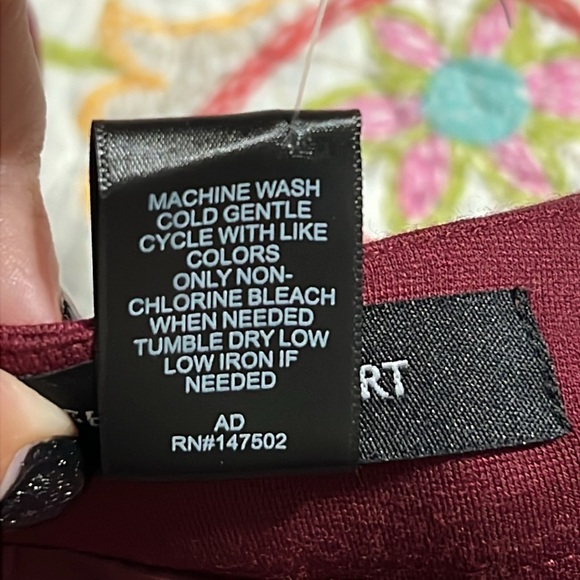 MACHINE WASH
COLD GENTLE
CYCLE WITH LIKE
COLORS
ONLY NON-
CHLORINE BLEACH
WHEN NEEDED
TUMBLE DRY LOW
LOW IRON IF
NEEDED
AD
RN#147502
RT